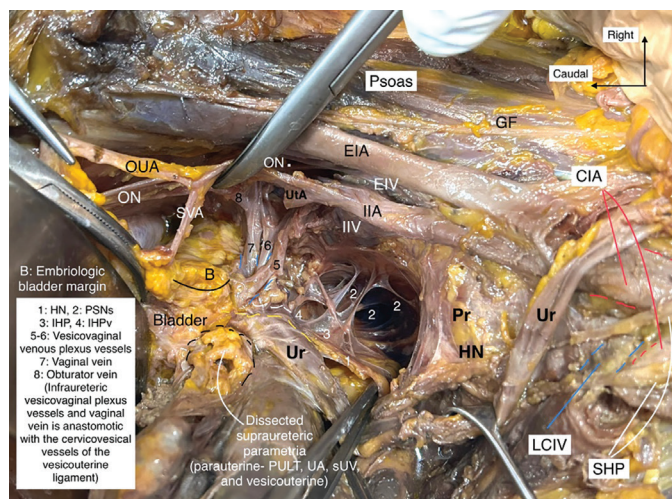 Right
Caudal
Psoas
GF
EIA
CIA
OUA
ON
ON
EIV
SVA
8
UtA
IIA
IIV
7
6
5
B: Embriologic
bladder margin
B
2
2
2
4
3
1
Bladder
Ur
Pr
HN
Ur
1: HN, 2: PSNs
3: IHP, 4: IHPv
5-6: Vesicovaginal
venous plexus vessels
7: Vaginal vein
8: Obturator vein
(Infraureteric
vesicovaginal plexus
vessels and vaginal
vein is anastomotic
with the cervicovesical
vessels of the
vesicouterine
ligament)
Dissected
supraureteric
parametria
(parauterine- PULT, UA, sUV,
and vesicouterine)
LCIV
SHP